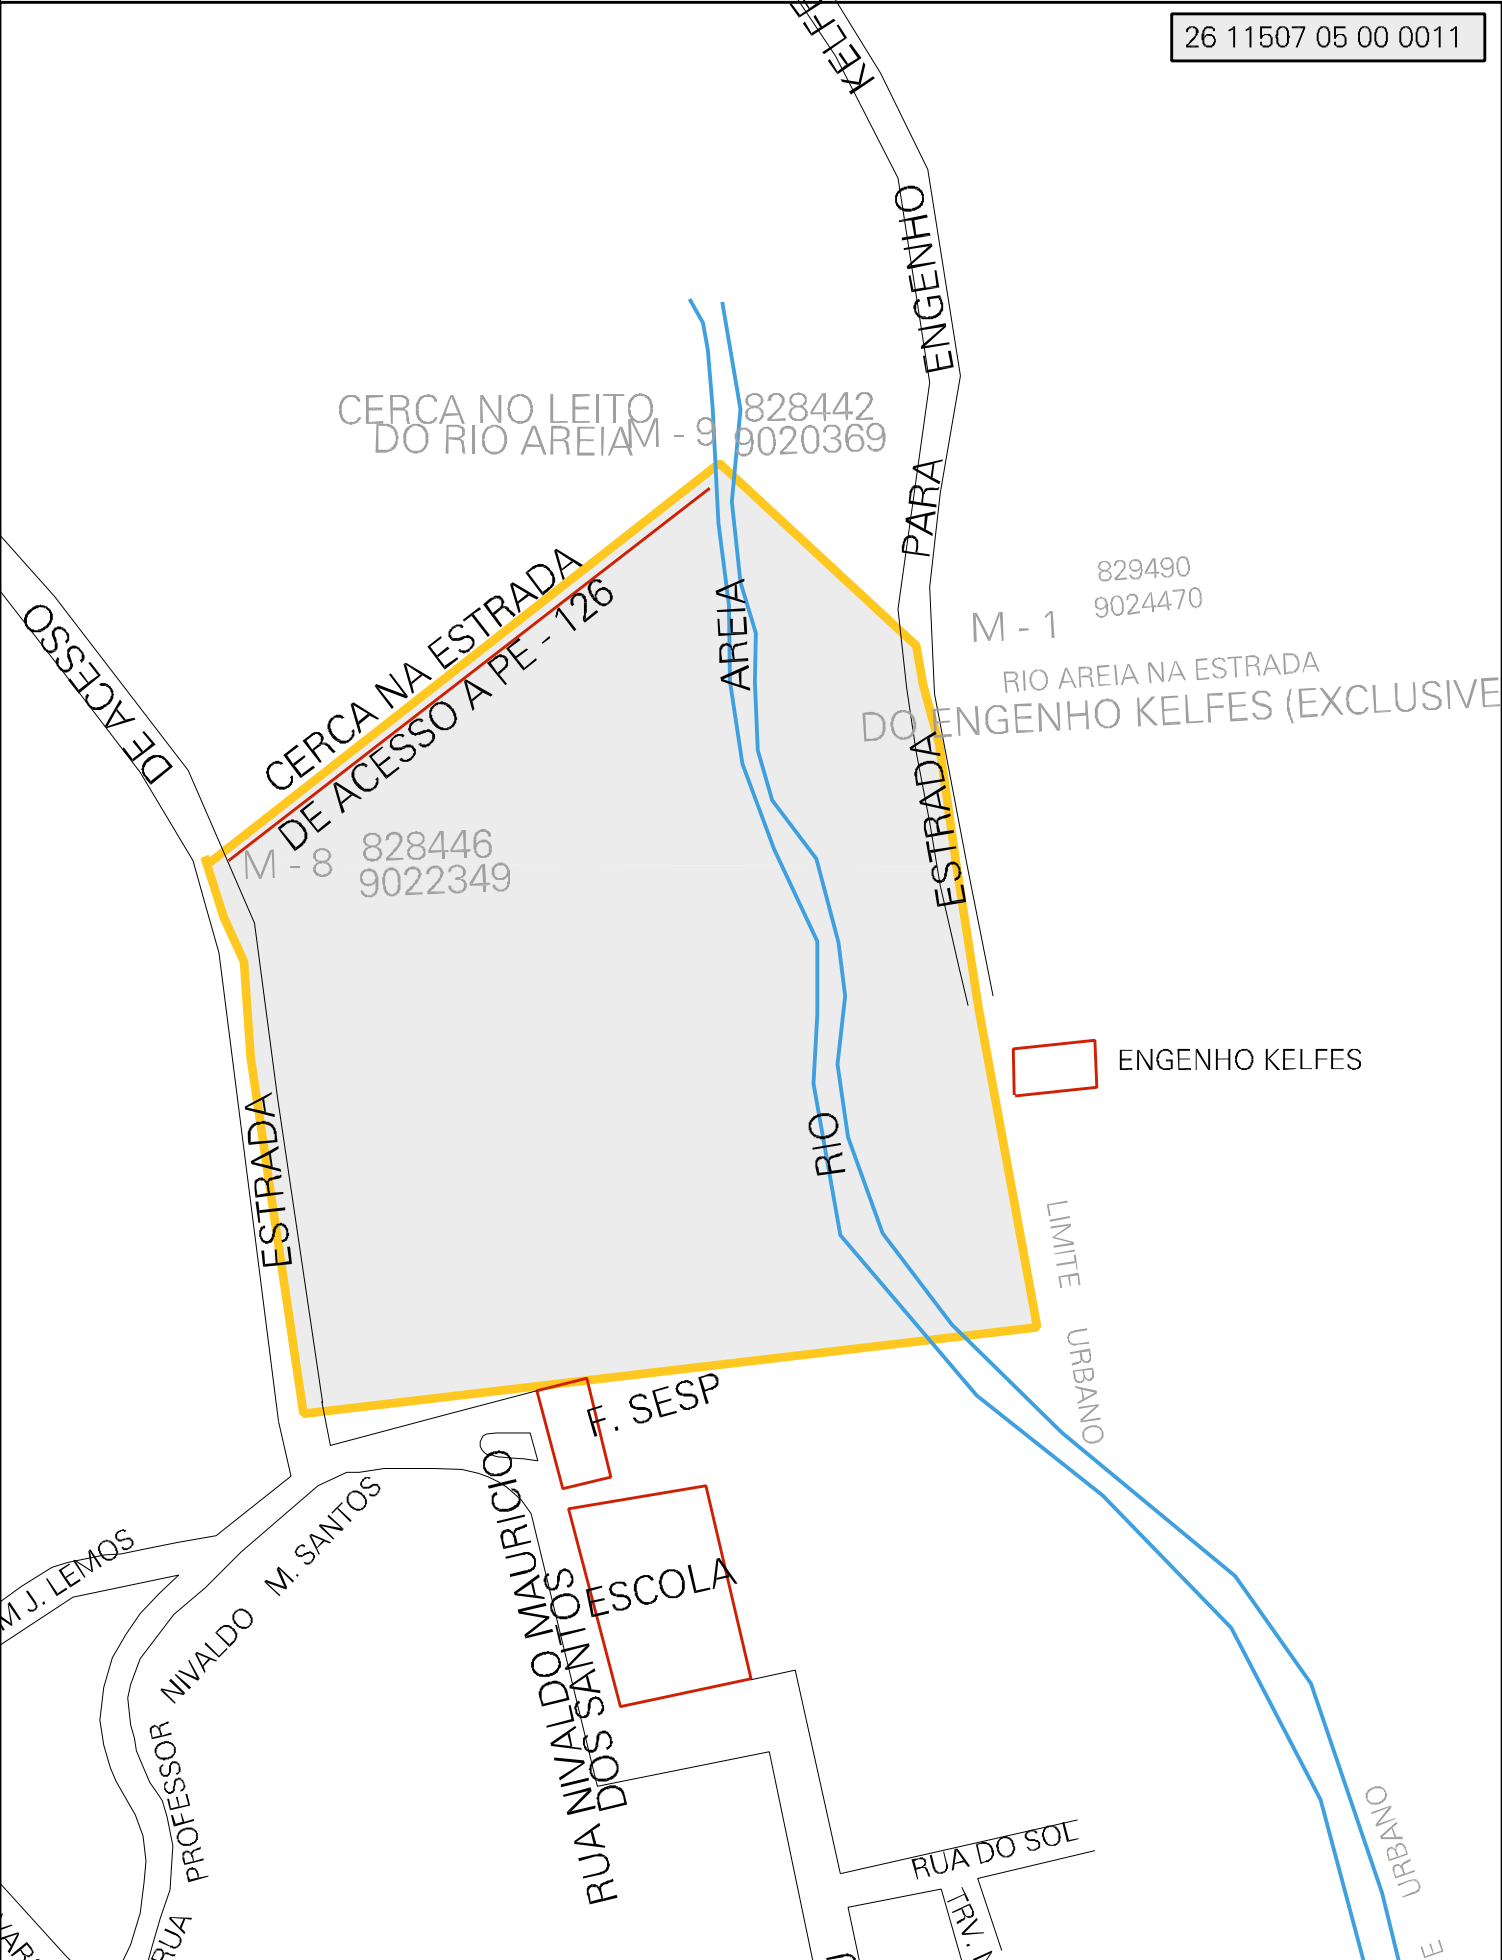 26 11507 05 00 0011
ENGENHO
CERCA NO LEITO
DO RIO AREIA
M - 9
828442
9020369
PARA
829490
9024470
M - 1
RIO AREIA NA ESTRADA
DO ENGENHO KELFES (EXCLUSIVE
DE ACESSO
CERCA NA ESTRADA
DE ACESSO A PE - 126
AREIA
ESTRADA
M - 8
828446
9022349
ENGENHO KELFES
ESTRADA
RIO
LIMITE
URBANO
F. SESP
M J. LEMOS
NIVALDO M. SANTOS
RUA NIVALDO MAURICIO
DOS SANTOS
ESCOLA
PROFESSOR
RUA
RUA DO SOL
TRV.
URBANO